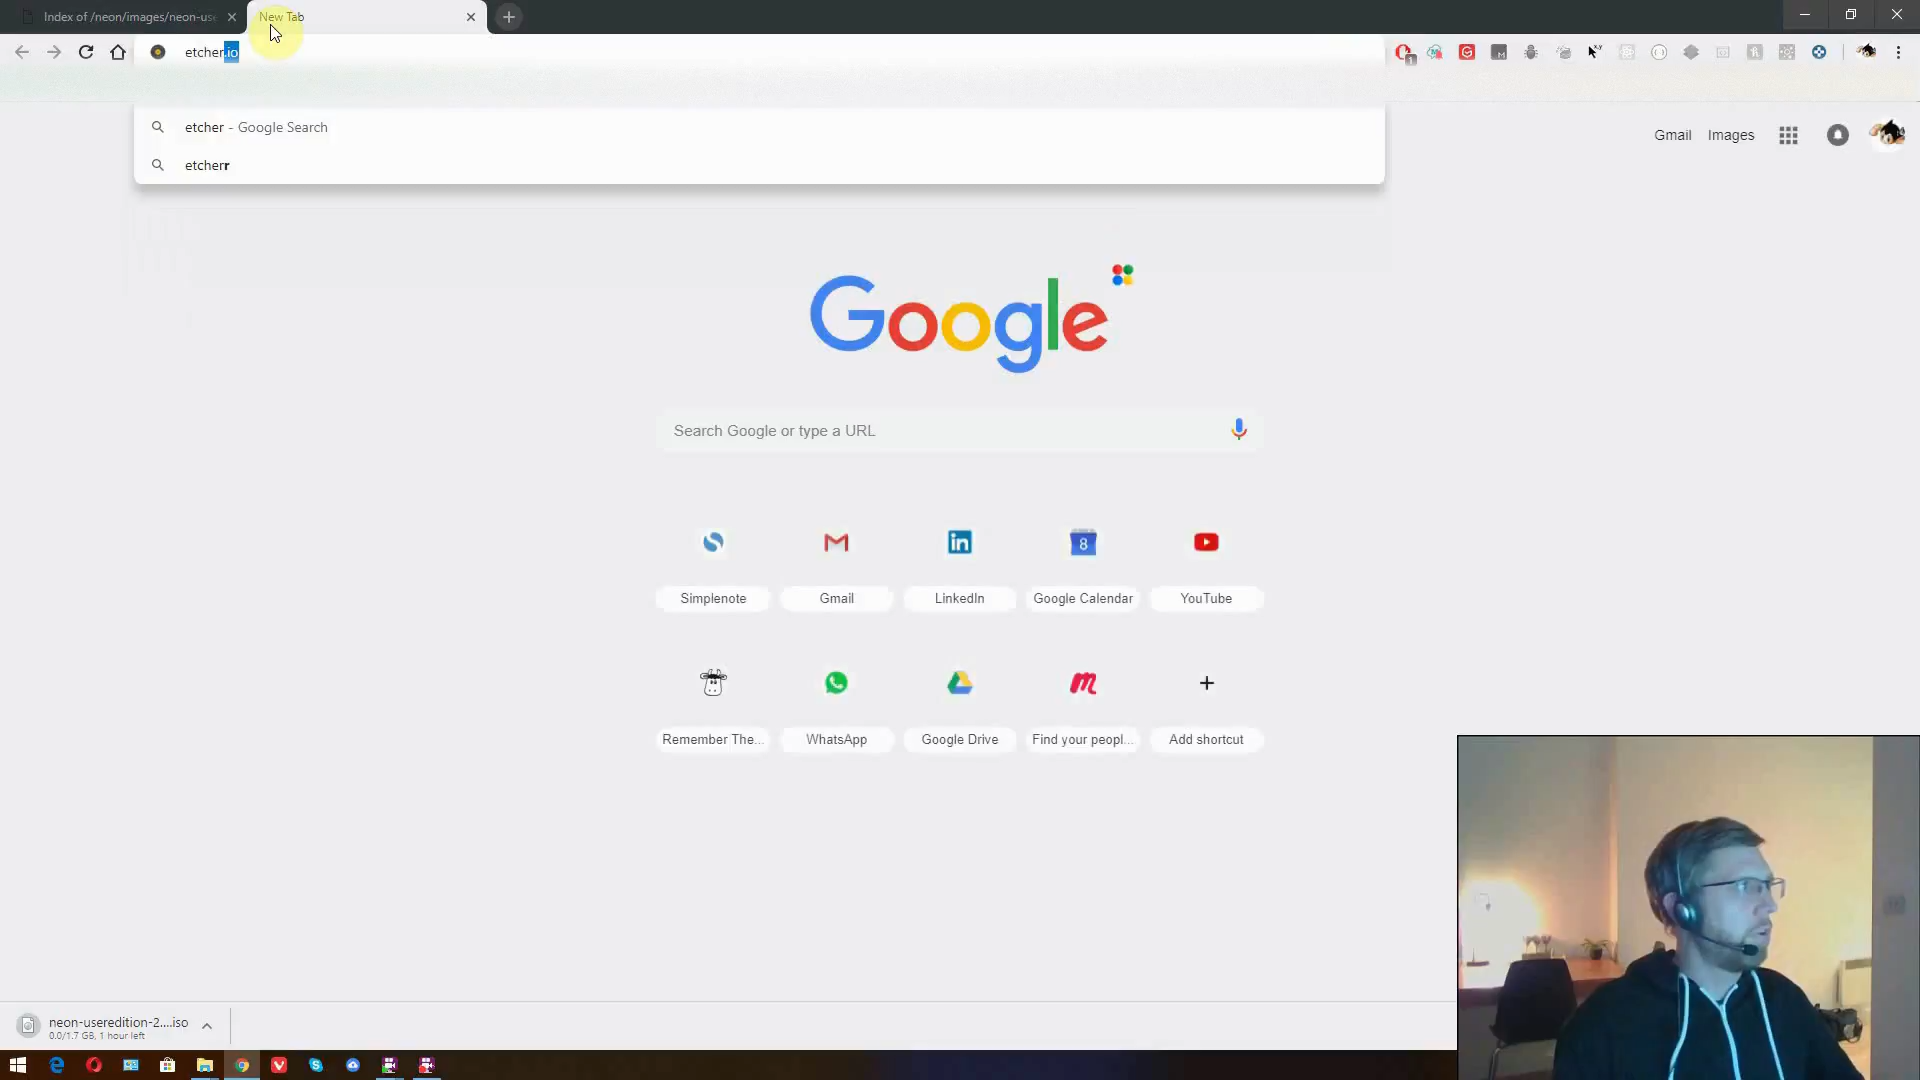 Index of /neon/images/neon-use
New Tab
etcher.io
etcher - Google Search
etcherr
Gmail Images
Google
Search Google or type a URL
Simplenote
Gmail
LinkedIn
8
Google Calendar
YouTube
Remember The...
WhatsApp
Google Drive
Find your peopl...
Add shortcut
neon-useredition-2....iso
0.0/1.7 GB, 1 hour left